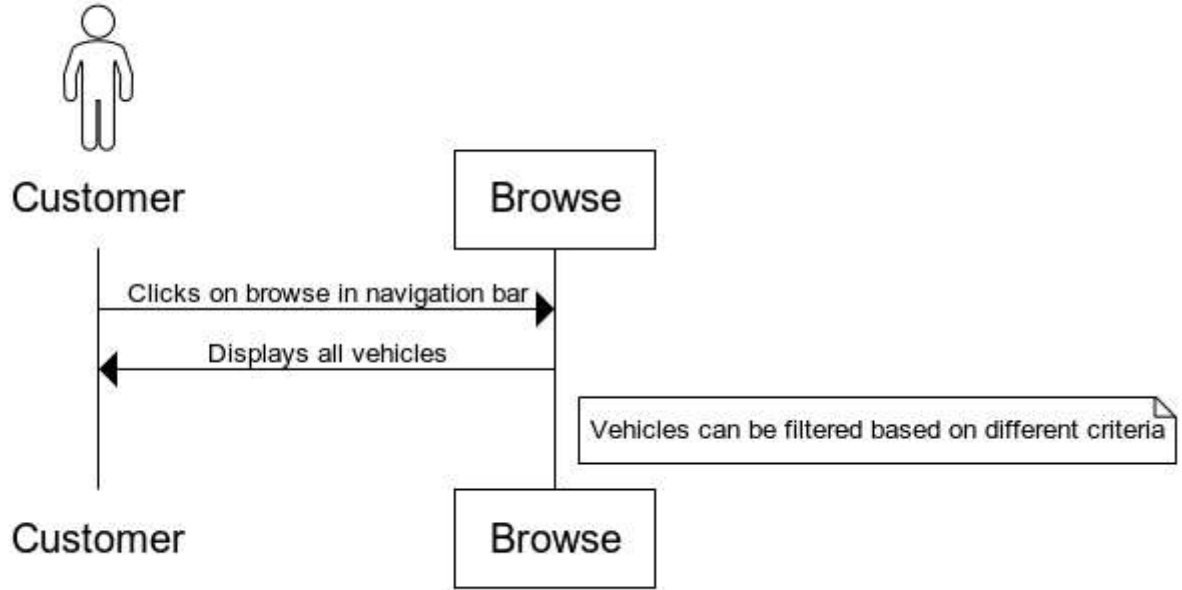 Customer
Browse
Clicks on browse in navigation bar
Displays all vehicles
Vehicles can be filtered based on different criteria
Customer
Browse